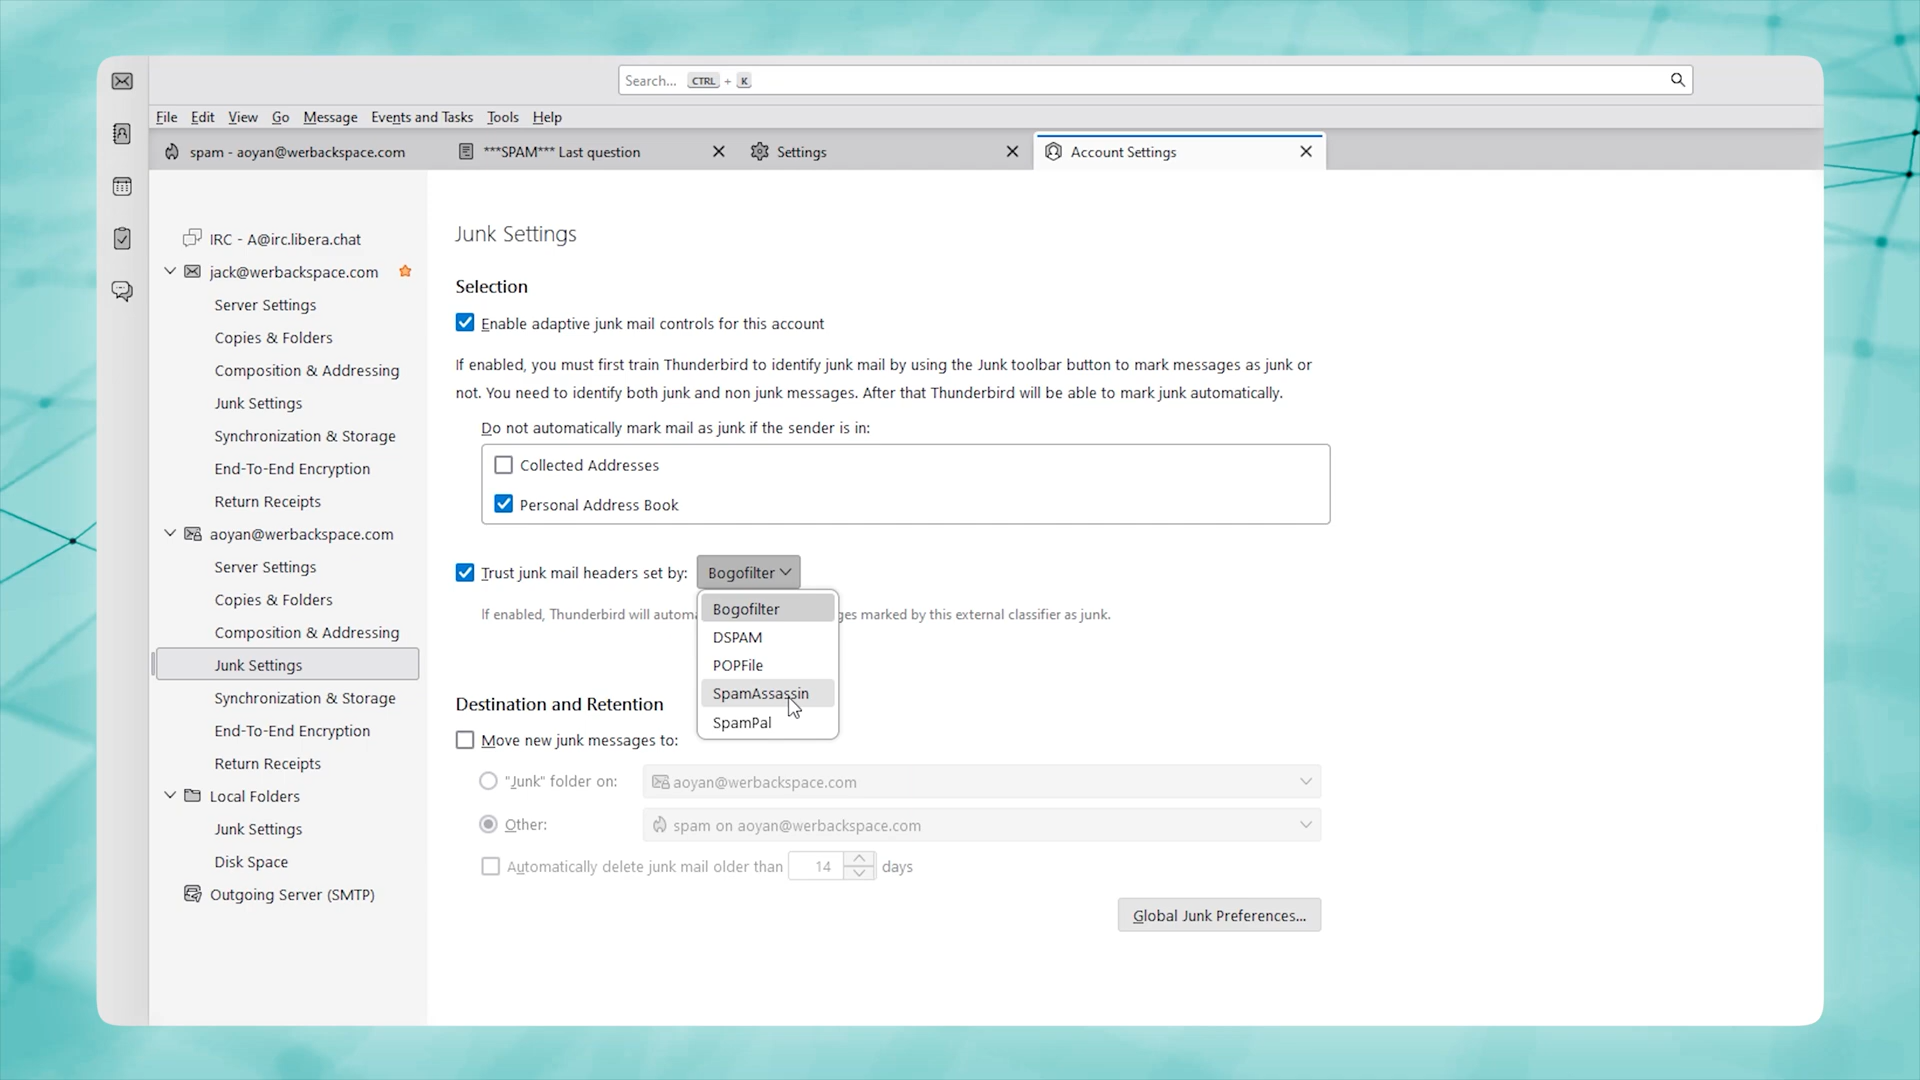 Search... CTRL + K
File Edit View Go Message Events and Tasks Tools Help
spam - aoyan@werbackspace.com ***SPAM*** Last question Settings Account Settings
IRC - A@irc.libera.chat
jack@werbackspace.com
Server Settings
Copies & Folders
Composition & Addressing
Junk Settings
Synchronization & Storage
End-To-End Encryption
Return Receipts
aoyan@werbackspace.com
Server Settings
Copies & Folders
Composition & Addressing
Junk Settings
Synchronization & Storage
End-To-End Encryption
Return Receipts
Local Folders
Junk Settings
Disk Space
Outgoing Server (SMTP)
Junk Settings
Selection
Enable adaptive junk mail controls for this account
If enabled, you must first train Thunderbird to identify junk mail by using the Junk toolbar button to mark messages as junk or
not. You need to identify both junk and non junk messages. After that Thunderbird will be able to mark junk automatically.
Do not automatically mark mail as junk if the sender is in:
Collected Addresses
Personal Address Book
Trust junk mail headers set by: Bogofilter
Bogofilter
DSPAM
POPFile
SpamAssassin
SpamPal
If enabled, Thunderbird will autom ges marked by this external classifier as junk.
Destination and Retention
Move new junk messages to:
"Junk" folder on: aoyan@werbackspace.com
Other: spam on aoyan@werbackspace.com
Automatically delete junk mail older than 14 days
Global Junk Preferences...